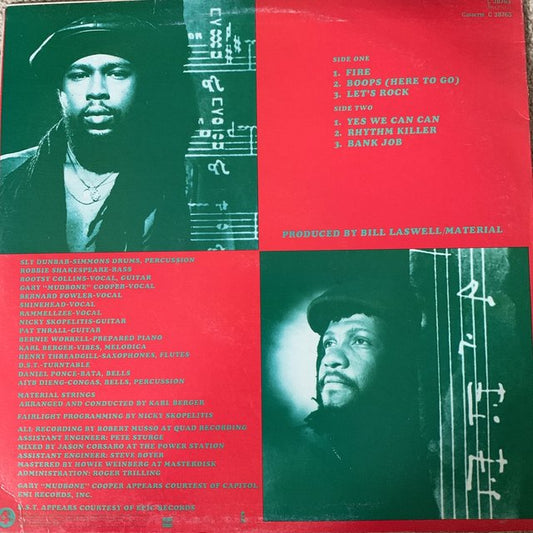 Cassette C 38763
SIDE ONE
1. FIRE
2. BOOPS (HERE TO GO)
3. LET'S ROCK
SIDE TWO
1. YES WE CAN CAN
2. RHYTHM KILLER
3. BANK JOB
PRODUCED BY BILL LASWELL/MATERIAL
SLY DUNBAR-SIMMONS DRUMS, PERCUSSION
ROBBIE SHAKESPEARE-BASS
BOOTSY COLLINS-VOCAL, GUITAR
GARY "MUDBONE" COOPER-VOCAL
BERNARD FOWLER-VOCAL
SHINEHEAD-VOCAL
RAMMELLZEE-VOCAL
NICKY SKOPELITIS-GUITAR
PAT THRALL-GUITAR
BERNIE WORRELL-PREPARED PIANO
KARL BERGER-VIBES, MELODICA
HENRY THREADGILL-SAXOPHONES, FLUTES
D.ST.-TURNTABLE
DANIEL PONCE-BATA, BELLS
AIYB DIENG-CONGAS, BELLS, PERCUSSION
MATERIAL STRINGS
ARRANGED AND CONDUCTED BY KARL BERGER
FAIRLIGHT PROGRAMMING BY NICKY SKOPELITIS
ALL RECORDING BY ROBERT MUSSO AT QUAD RECORDING
ASSISTANT ENGINEER: PETE STURGE
MIXED BY JASON CORSARO AT THE POWER STATION
ASSISTANT ENGINEER: STEVE BOYER
MASTERED BY HOWIE WEINBERG AT MASTERDISK
ADMINISTRATION: ROGER TRILLING
GARY "MUDBONE" COOPER APPEARS COURTESY OF CAPITOL
EMI RECORDS, INC.
D.ST. APPEARS COURTESY OF EPIC RECORDS